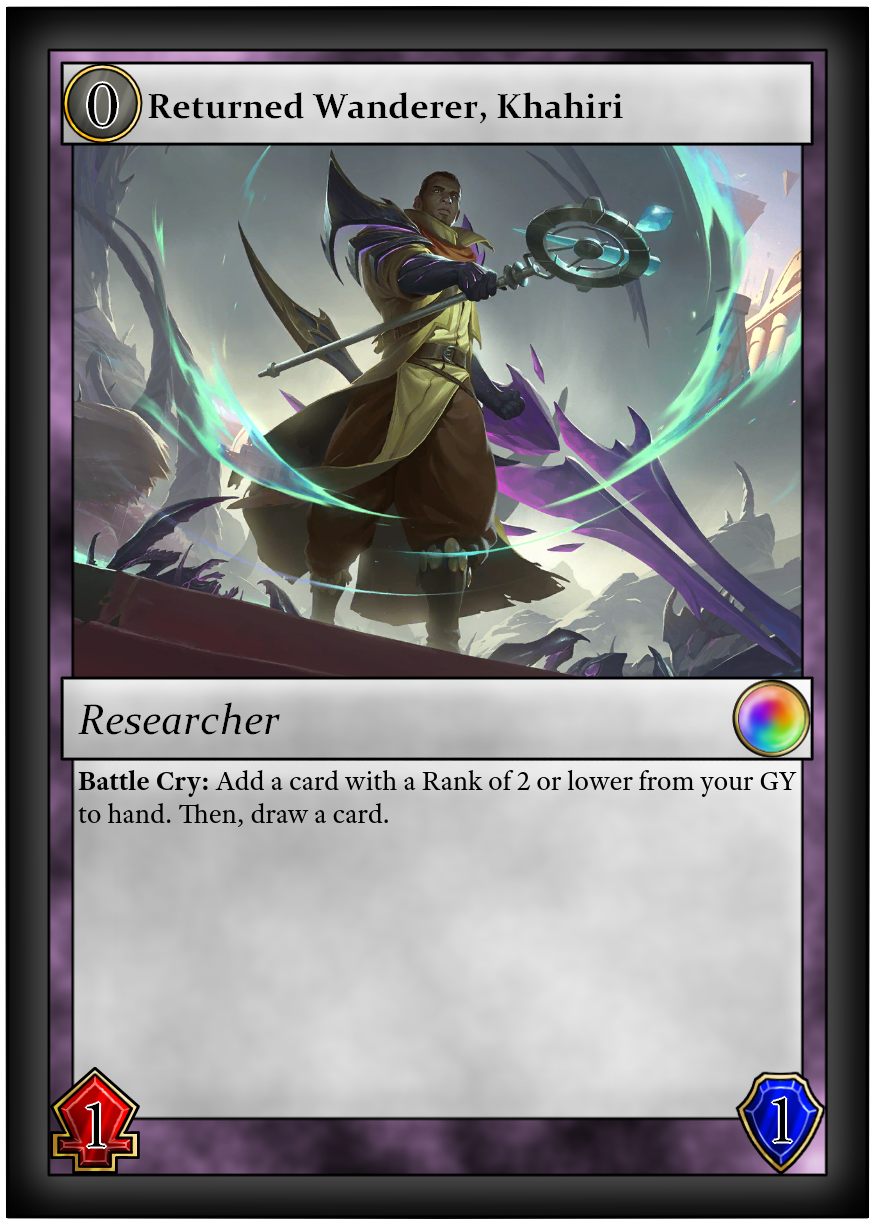 0 Returned Wanderer, Khahiri
Researcher
Battle Cry: Add a card with a Rank of 2 or lower from your GY
to hand. Then, draw a card.
1 1